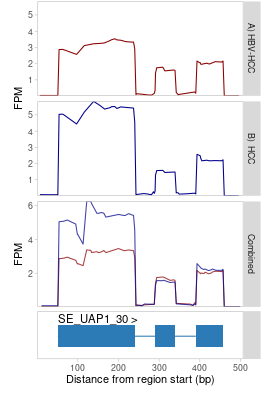 5
4
3
2
1
FPM
A) HBV-HCC
5
4
3
2
1
B) HCC
6
4
2
FPM
Combined
SE_UAP1_30 >
0
100
200
300
400
500
Distance from region start (bp)